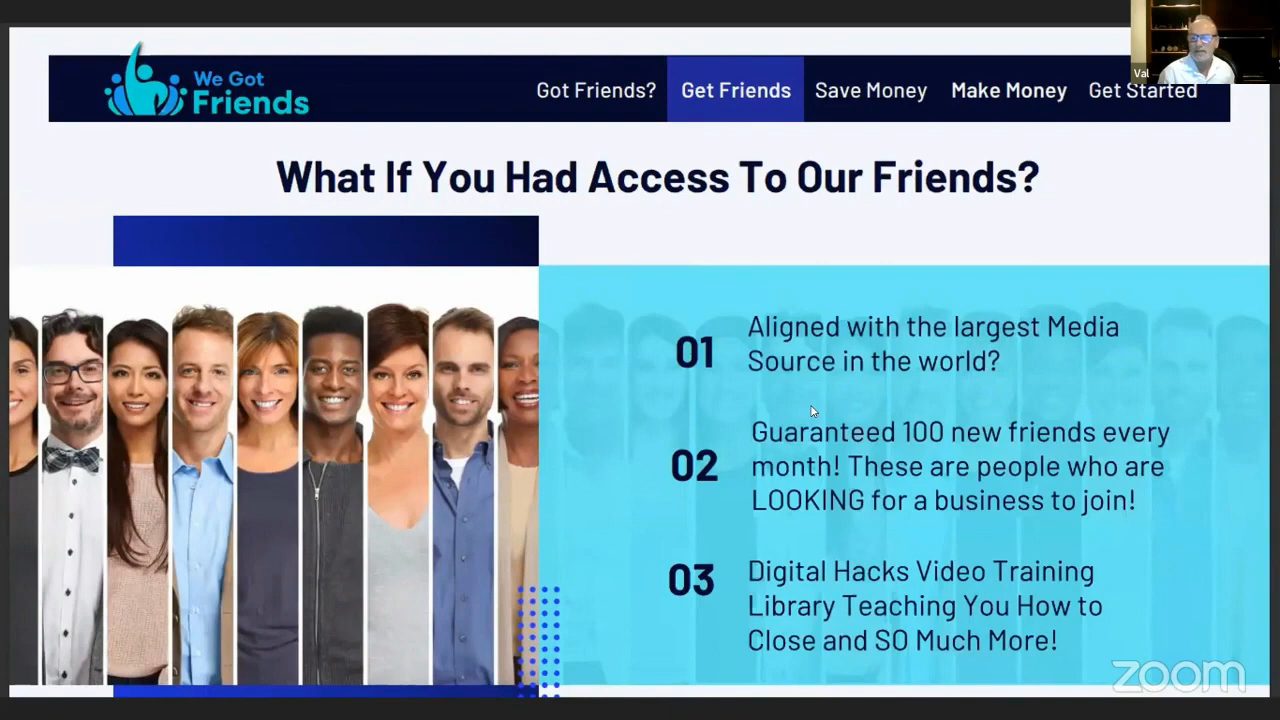 We Got
Friends
Got Friends?
Get Friends
Save Money
Make Money
Get Started
Val
What If You Had Access To Our Friends?
01
Aligned with the largest Media
Source in the world?
02
Guaranteed 100 new friends every
month! These are people who are
LOOKING for a business to join!
03
Digital Hacks Video Training
Library Teaching You How to
Close and SO Much More!
zoom